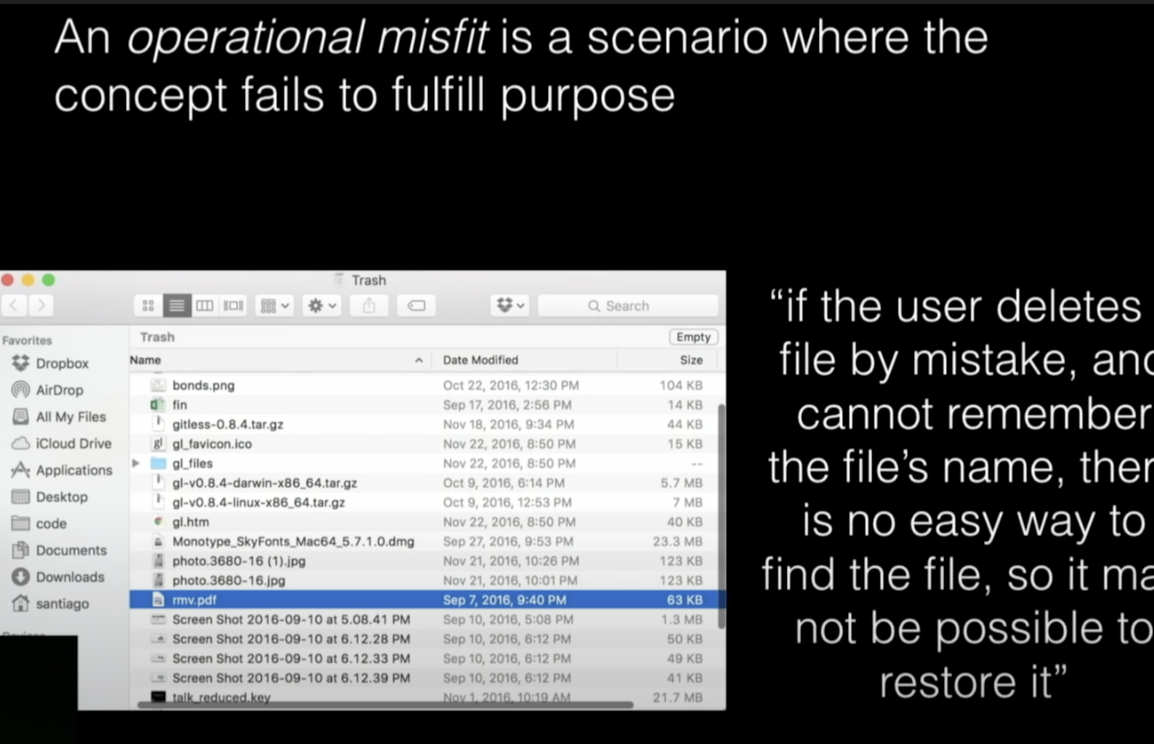 An operational misfit is a scenario where the
concept fails to fulfill purpose
Trash
Search
Favorites
Dropbox
AirDrop
All My Files
iCloud Drive
Applications
Desktop
code
Documents
Downloads
santiago
Trash Empty
Name Date Modified Size
bonds.png Oct 22, 2016, 12:30 PM 104 KB
fin Sep 17, 2016, 2:56 PM 14 KB
gitless-0.8.4.tar.gz Nov 18, 2016, 9:34 PM 44 KB
gl_favicon.ico Nov 22, 2016, 8:50 PM 15 KB
gl_files Nov 22, 2016, 8:50 PM --
gl-v0.8.4-darwin-x86_64.tar.gz Oct 9, 2016, 6:14 PM 5.7 MB
gl-v0.8.4-linux-x86_64.tar.gz Oct 9, 2016, 12:53 PM 7 MB
gl.htm Nov 22, 2016, 8:50 PM 40 KB
Monotype_SkyFonts_Mac64_5.7.1.0.dmg Sep 27, 2016, 9:53 PM 23.3 MB
photo.3680-16 (1).jpg Nov 21, 2016, 10:26 PM 123 KB
photo.3680-16.jpg Nov 21, 2016, 10:01 PM 123 KB
rmv.pdf Sep 7, 2016, 9:40 PM 63 KB
Screen Shot 2016-09-10 at 5.08.41 PM Sep 10, 2016, 5:08 PM 1.3 MB
Screen Shot 2016-09-10 at 6.12.28 PM Sep 10, 2016, 6:12 PM 50 KB
Screen Shot 2016-09-10 at 6.12.33 PM Sep 10, 2016, 6:12 PM 49 KB
Screen Shot 2016-09-10 at 6.12.39 PM Sep 10, 2016, 6:12 PM 41 KB
talk_reduced.key Nov 1, 2016, 10:19 AM 21.7 MB
“if the user deletes
file by mistake, and
cannot remember
the file’s name, ther
is no easy way to
find the file, so it ma
not be possible to
restore it”